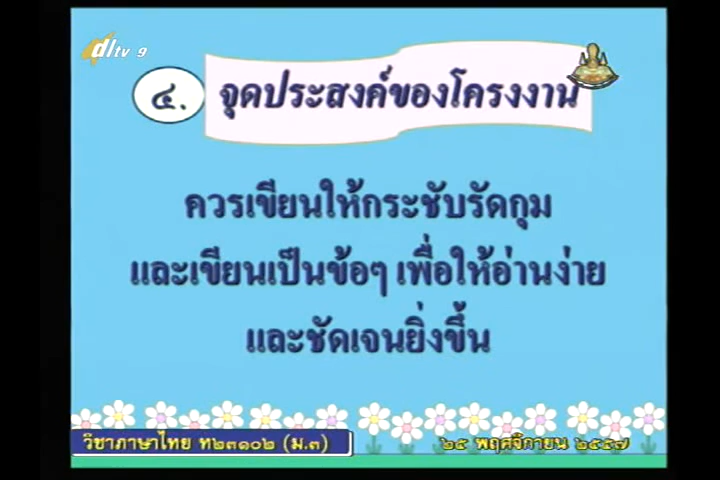 dltv 9
๔. จุดประสงค์ของโครงงาน
ควรเขียนให้กระชับรัดกุม
และเขียนเป็นข้อๆ เพื่อให้อ่านง่าย
และชัดเจนยิ่งขึ้น
วิชาภาษาไทย ท๒๓๑๐๒ (ม.๓)
๒๕ พฤศจิกายน ๒๕๕๗